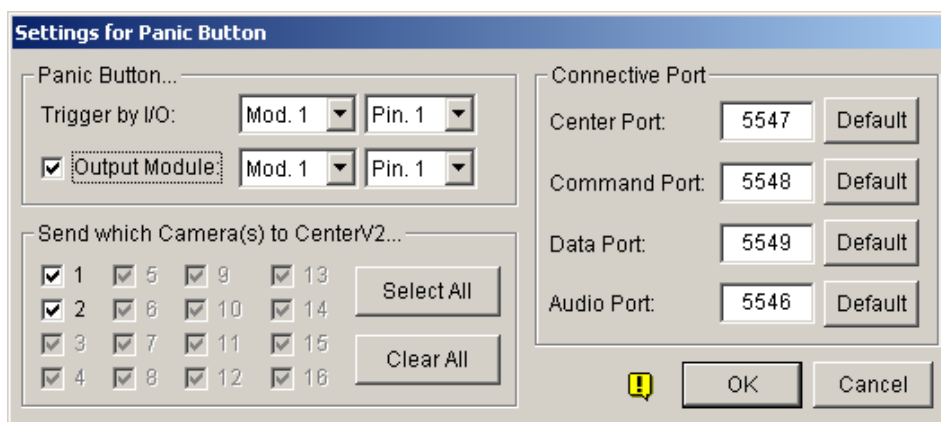 Settings for Panic Button
Panic Button...
Trigger by I/O: Mod. 1 Pin. 1
Output Module: Mod. 1 Pin. 1
Send which Camera(s) to CenterV2...
1 5 9 13
2 6 10 14
3 7 11 15
4 8 12 16
Select All
Clear All
Connective Port
Center Port: 5547 Default
Command Port: 5548 Default
Data Port: 5549 Default
Audio Port: 5546 Default
! OK Cancel